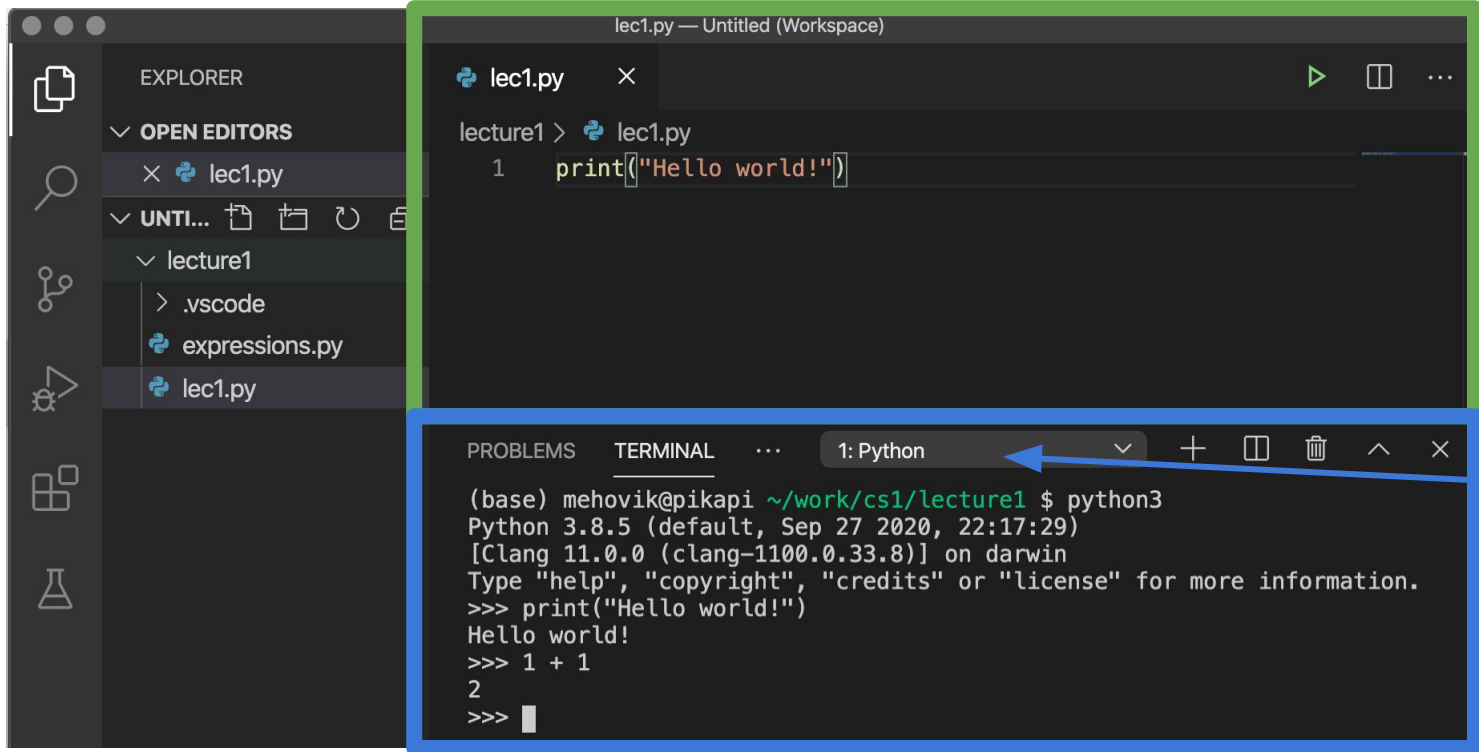 lec1.py — Untitled (Workspace)
EXPLORER
OPEN EDITORS
lec1.py
UNTI...
lecture1
.vscode
expressions.py
lec1.py
lec1.py
lecture1 > lec1.py
1 print("Hello world!")
PROBLEMS TERMINAL ... 1: Python
(base) mehovik@pikapi ~/work/cs1/lecture1 $ python3
Python 3.8.5 (default, Sep 27 2020, 22:17:29)
[Clang 11.0.0 (clang-1100.0.33.8)] on darwin
Type "help", "copyright", "credits" or "license" for more information.
>>> print("Hello world!")
Hello world!
>>> 1 + 1
2
>>>